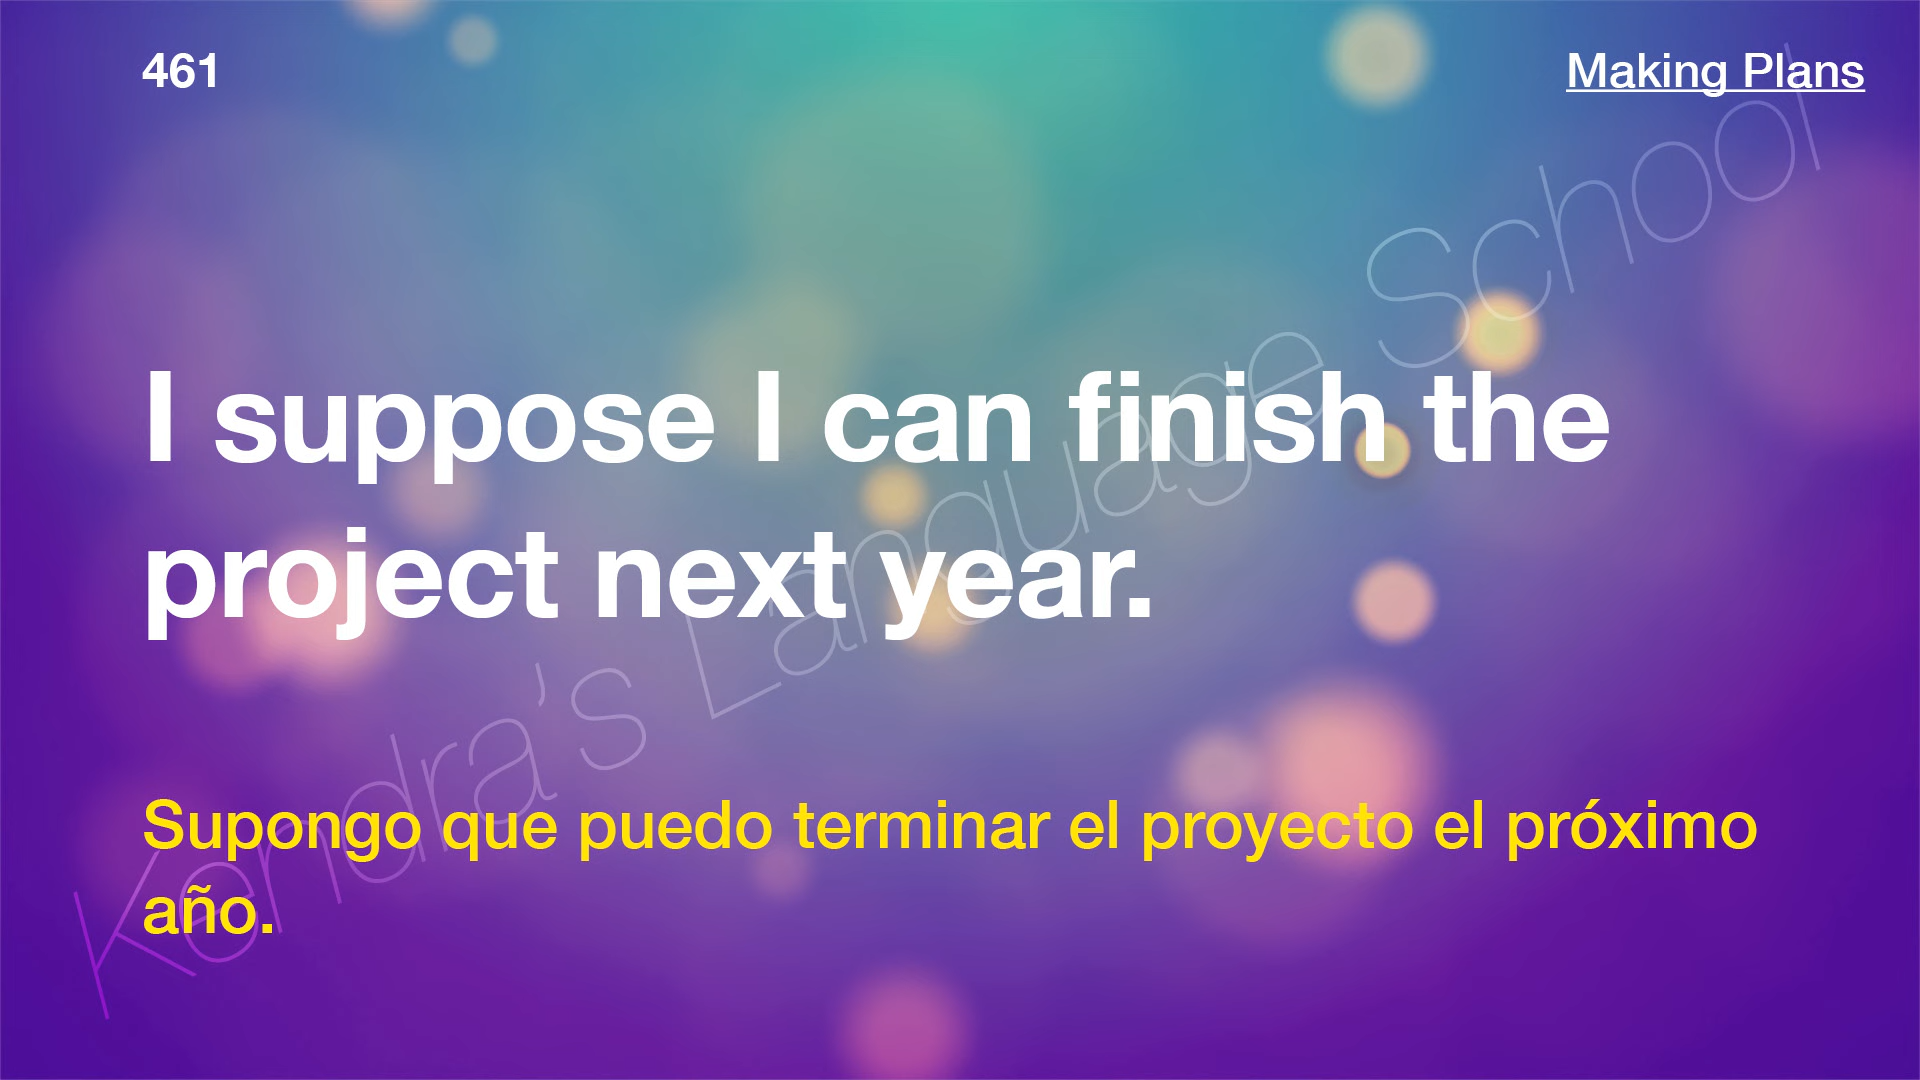 461
Making Plans
I suppose I can finish the
project next year.
Supongo que puedo terminar el proyecto el próximo
año.
Kendra's Language School